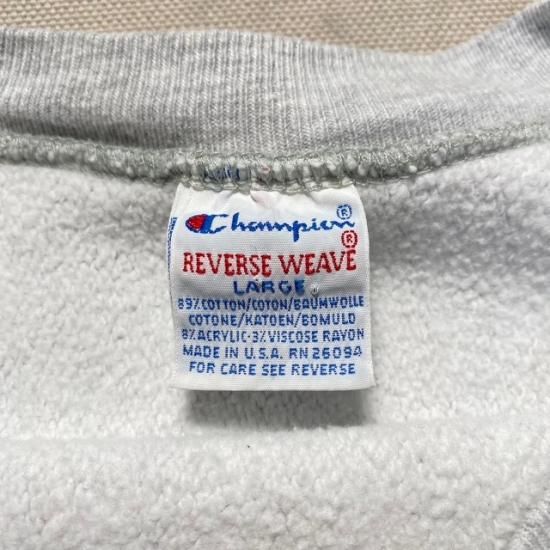 Champion®
REVERSE WEAVE®
LARGE
89% COTTON/COTON/BAUMWOLLE
COTONE/KATOEN/BOMULD
8% ACRYLIC·3% VISCOSE RAYON
MADE IN U.S.A. RN 26094
FOR CARE SEE REVERSE